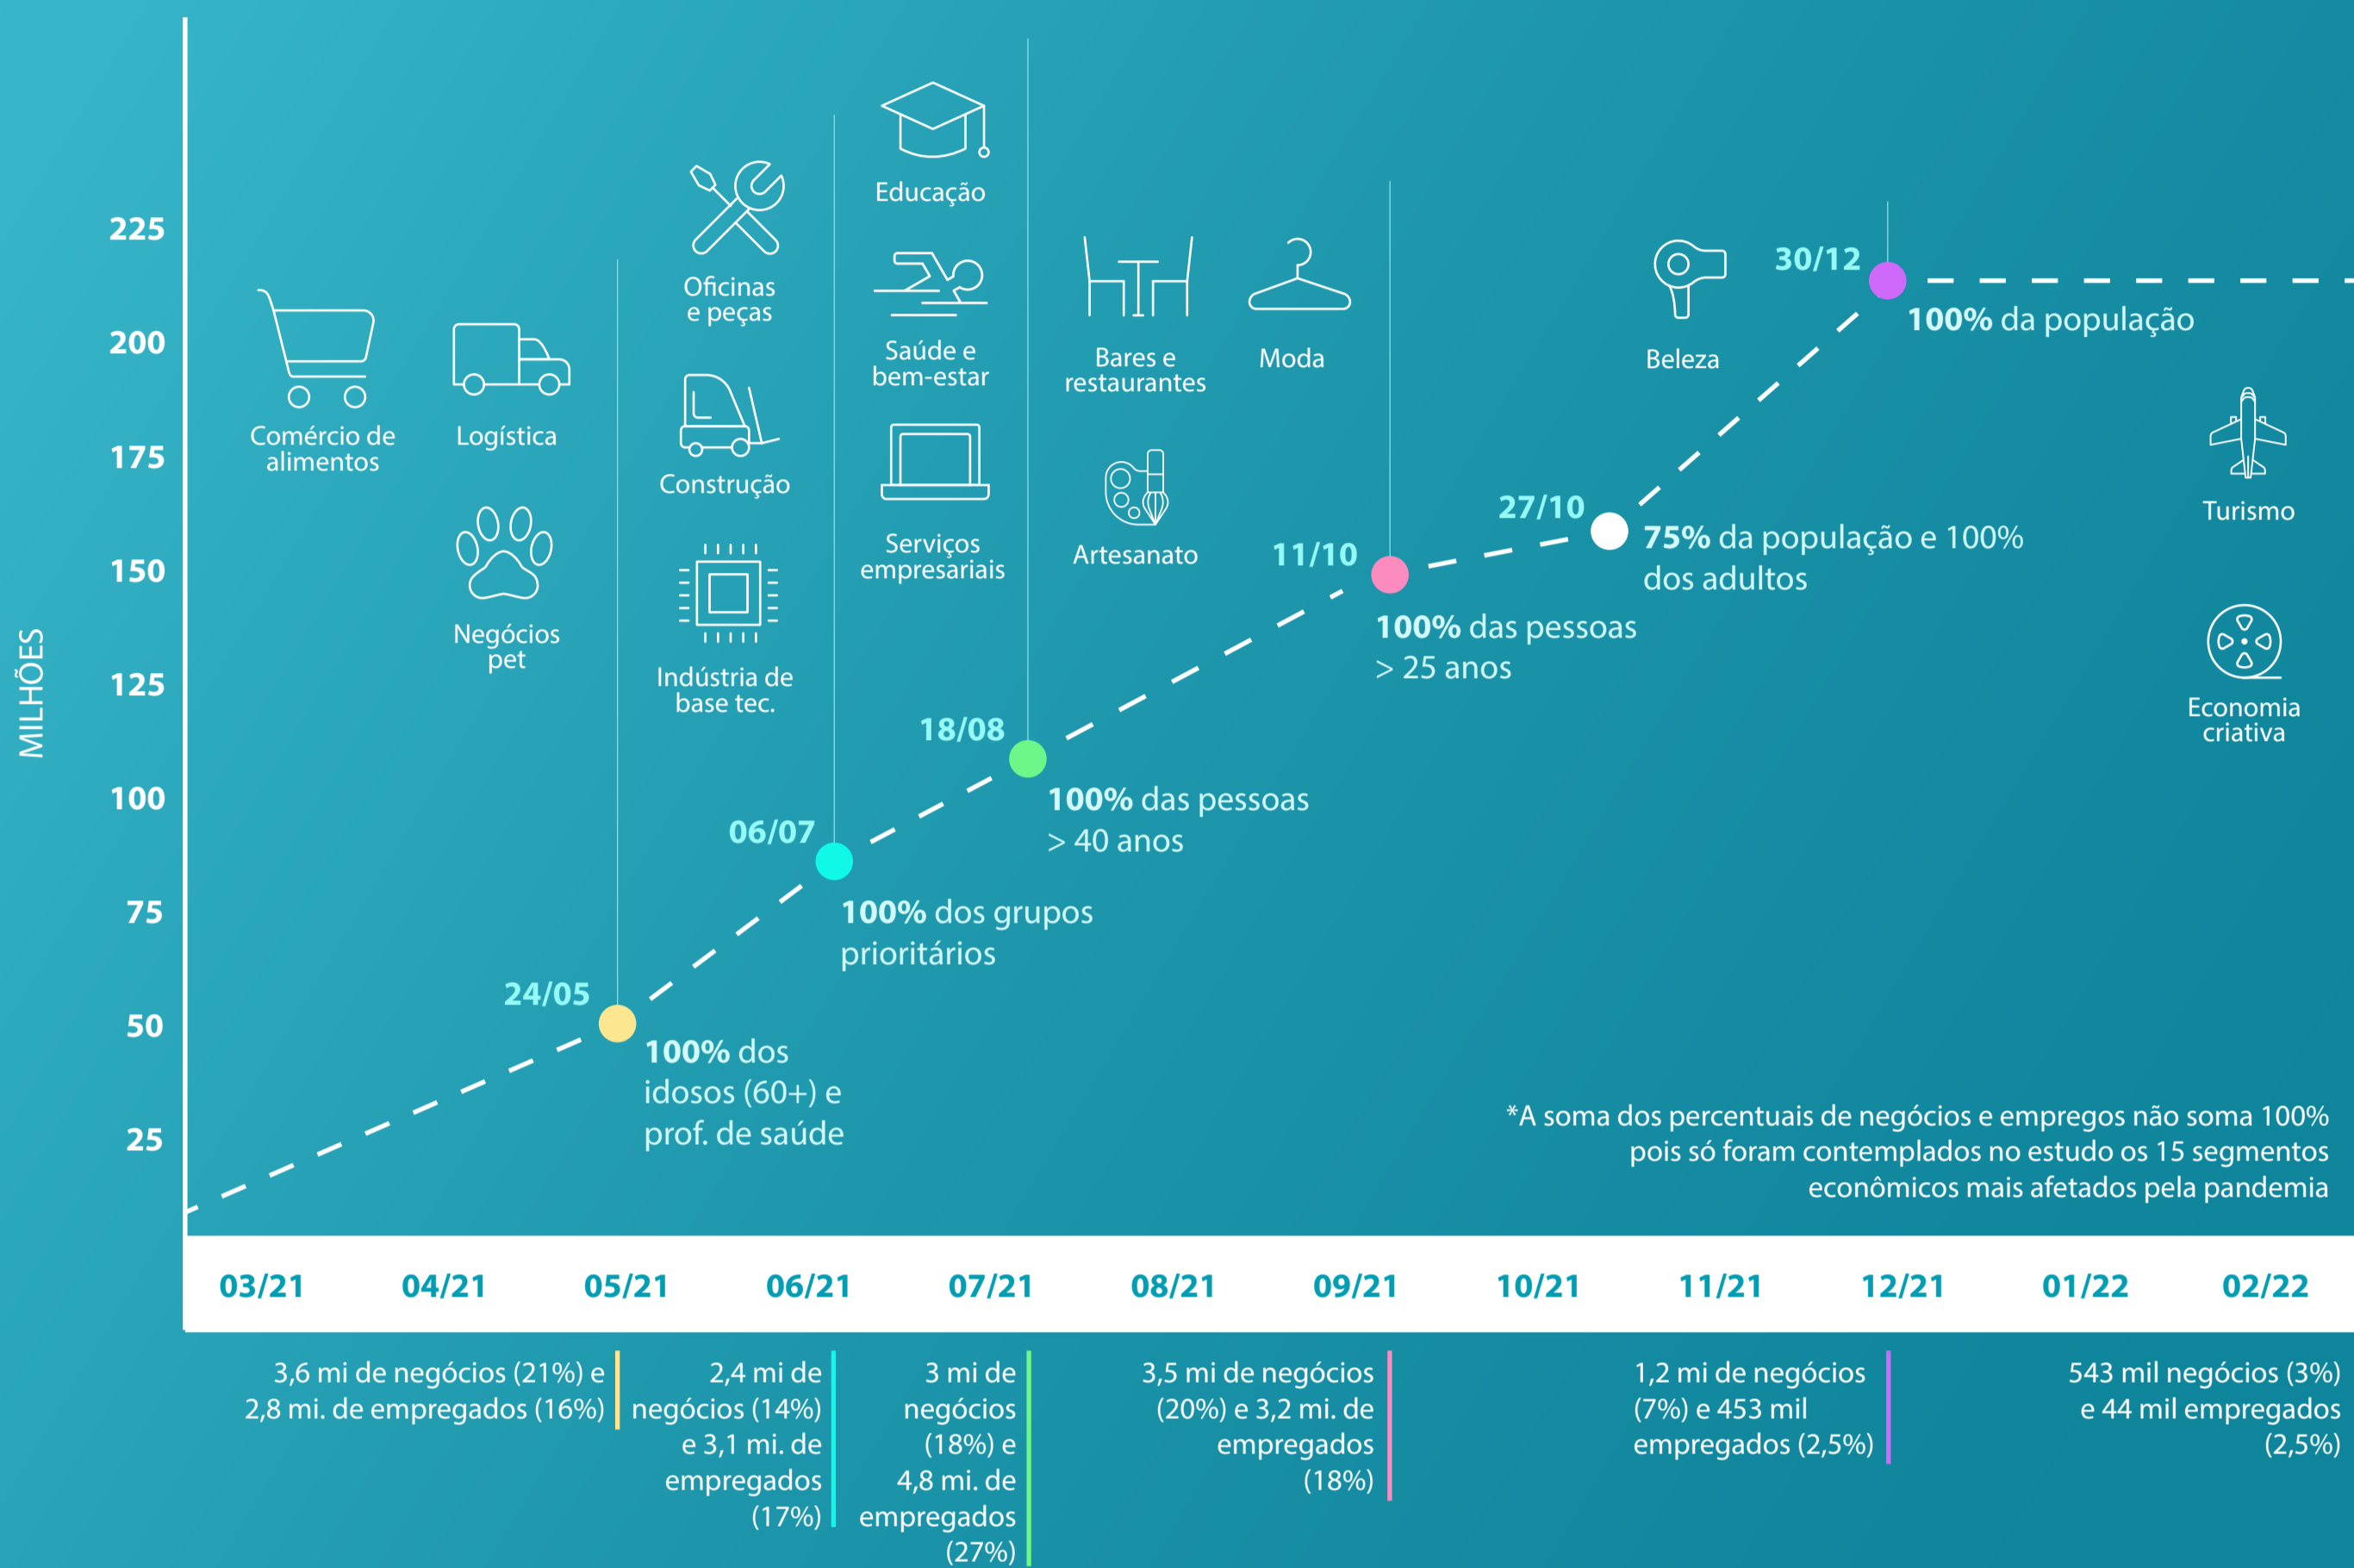 MILHÕES
225
200
175
150
125
100
75
50
25
Comércio de
alimentos
Logística
Negócios
pet
Oficinas
e peças
Construção
Indústria de
base tec.
Educação
Saúde e
bem-estar
Serviços
empresariais
Bares e
restaurantes
Moda
Artesanato
Beleza
Turismo
Economia
criativa
24/05
100% dos
idosos (60+) e
prof. de saúde
06/07
100% dos grupos
prioritários
18/08
100% das pessoas
> 40 anos
11/10
100% das pessoas
> 25 anos
27/10
75% da população e 100%
dos adultos
30/12
100% da população
*A soma dos percentuais de negócios e empregos não soma 100%
pois só foram contemplados no estudo os 15 segmentos
econômicos mais afetados pela pandemia
03/21 04/21 05/21 06/21 07/21 08/21 09/21 10/21 11/21 12/21 01/22 02/22
3,6 mi de negócios (21%) e
2,8 mi. de empregados (16%)
2,4 mi de
negócios (14%)
e 3,1 mi. de
empregados
(17%)
3 mi de
negócios
(18%) e
4,8 mi. de
empregados
(27%)
3,5 mi de negócios
(20%) e 3,2 mi. de
empregados
(18%)
1,2 mi de negócios
(7%) e 453 mil
empregados (2,5%)
543 mil negócios (3%)
e 44 mil empregados
(2,5%)